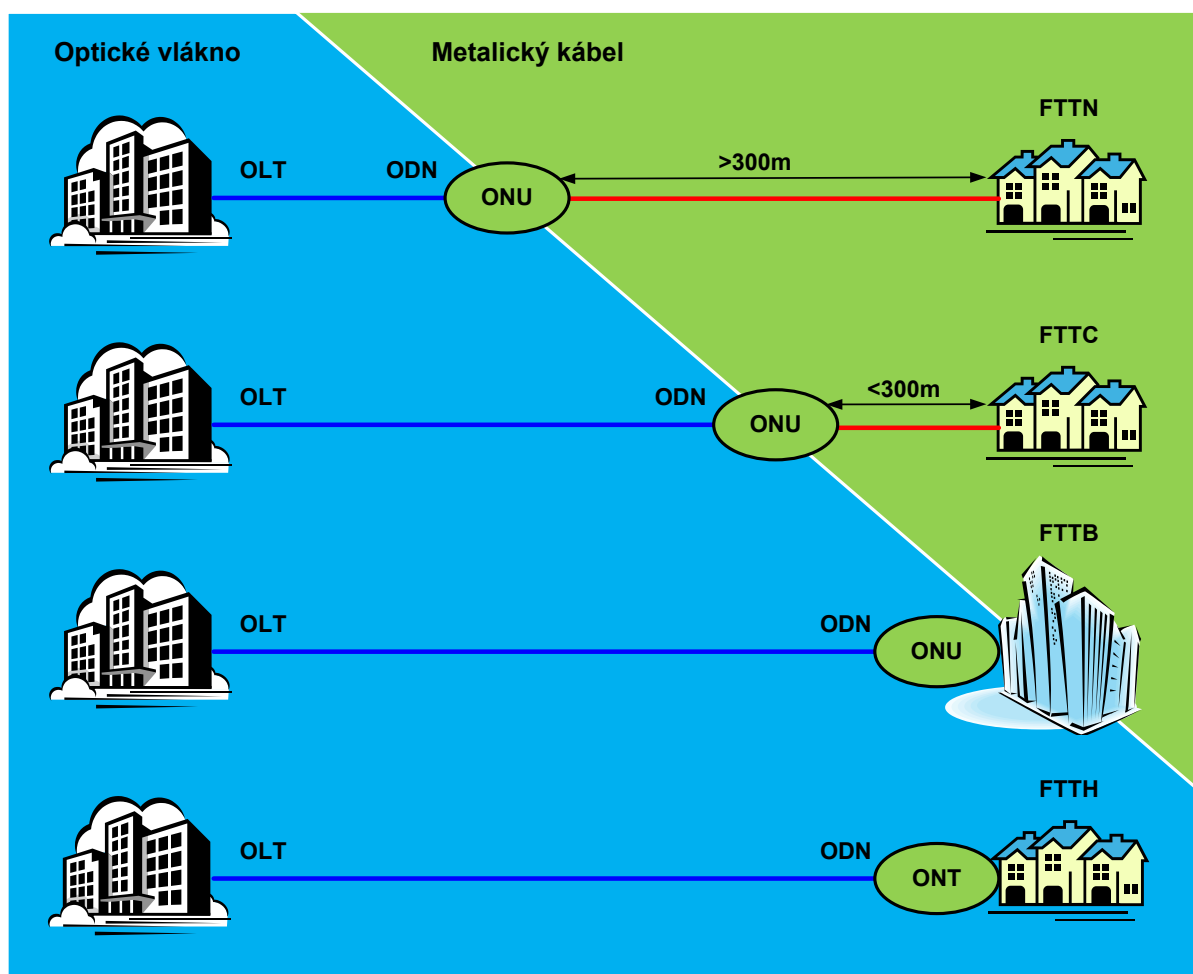 Optické vlákno
Metalický kábel
FTTN
OLT
ODN
ONU
>300m
FTTC
OLT
ODN
ONU
<300m
FTTB
OLT
ODN
ONU
FTTH
OLT
ODN
ONT